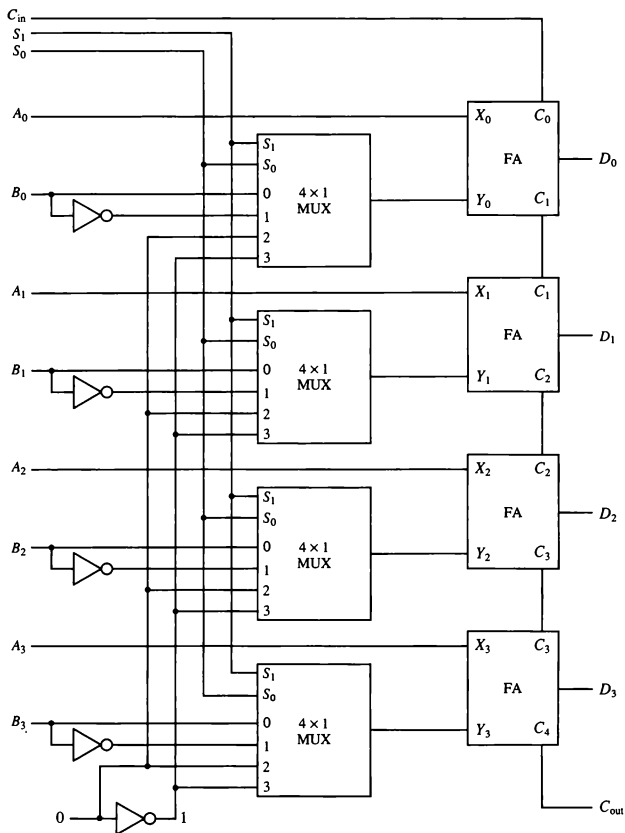 C_in
S_1
S_0
A_0 X_0 C_0
S_1
S_0
FA D_0
B_0 0 4 × 1
MUX
1 Y_0 C_1
2
3
A_1 X_1 C_1
S_1
S_0
FA D_1
B_1 0 4 × 1
MUX
1 Y_1 C_2
2
3
A_2 X_2 C_2
S_1
S_0
FA D_2
B_2 0 4 × 1
MUX
1 Y_2 C_3
2
3
A_3 X_3 C_3
S_1
S_0
FA D_3
B_3 0 4 × 1
MUX
1 Y_3 C_4
2
3
0 1 C_out